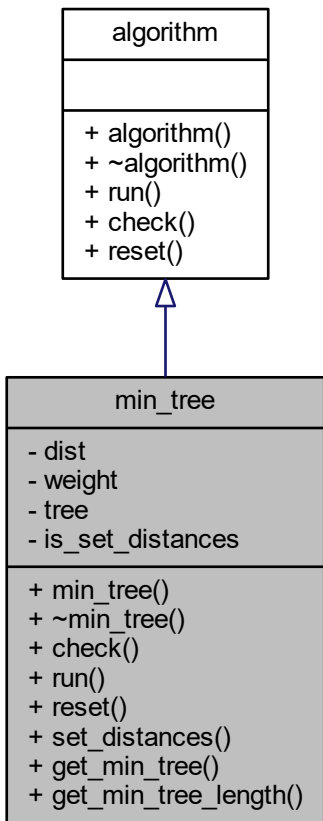 algorithm
+ algorithm()
+ ~algorithm()
+ run()
+ check()
+ reset()
min_tree
- dist
- weight
- tree
- is_set_distances
+ min_tree()
+ ~min_tree()
+ check()
+ run()
+ reset()
+ set_distances()
+ get_min_tree()
+ get_min_tree_length()